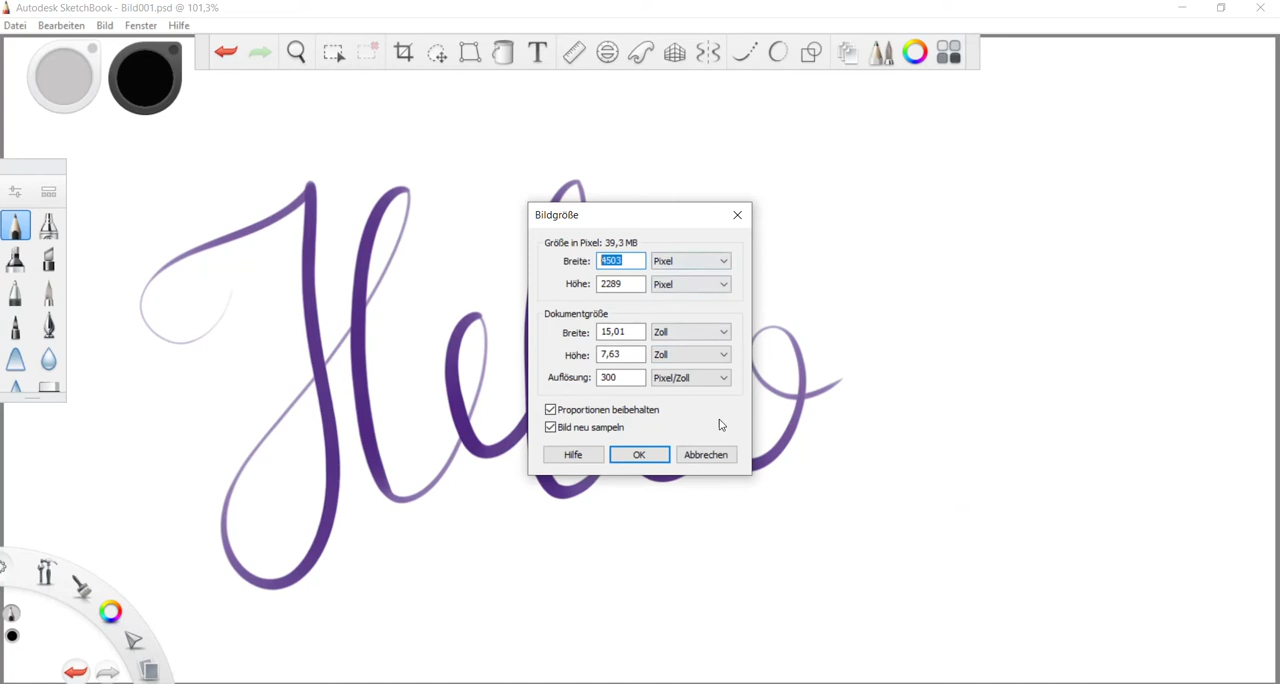 Autodesk SketchBook - Bild001.psd @ 101,3%
Datei Bearbeiten Bild Fenster Hilfe
T
Bildgröße
Größe in Pixel: 39,3 MB
Breite: 4503 Pixel
Höhe: 2289 Pixel
Dokumentgröße
Breite: 15,01 Zoll
Höhe: 7,63 Zoll
Auflösung: 300 Pixel/Zoll
Proportionen beibehalten
Bild neu sampeln
Hilfe OK Abbrechen